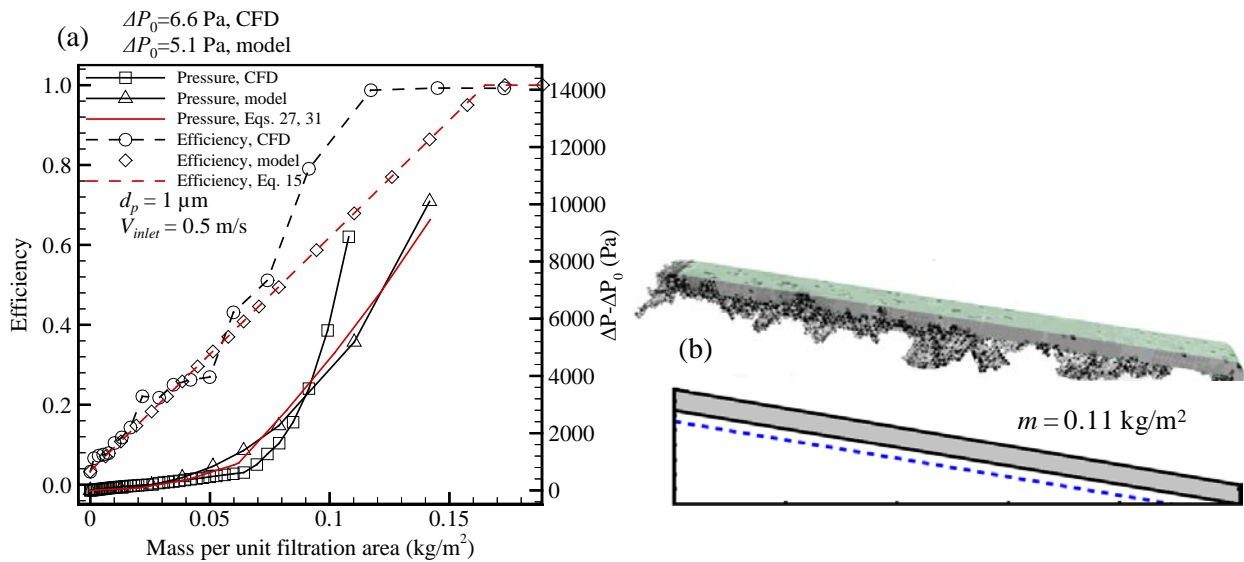 ΔP₀=6.6 Pa, CFD
(a)
ΔP₀=5.1 Pa, model
Pressure, CFD
Pressure, model
Pressure, Eqs. 27, 31
Efficiency, CFD
Efficiency, model
Efficiency, Eq. 15
dₚ = 1 µm
V_inlet = 0.5 m/s
1.0
0.8
0.6
0.4
0.2
0.0
Efficiency
14000
12000
10000
8000
6000
4000
2000
0
ΔP-ΔP₀ (Pa)
0
0.05
0.1
0.15
Mass per unit filtration area (kg/m²)
(b)
m = 0.11 kg/m²